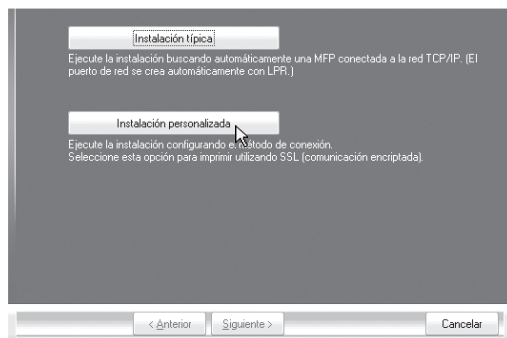 Instalación típica
Ejecute la instalación buscando automáticamente una MFP conectada a la red TCP/IP. (El
puerto de red se crea automáticamente con LPR.)
Instalación personalizada
Ejecute la instalación configurando el método de conexión.
Seleccione esta opción para imprimir utilizando SSL (comunicación encriptada).
< Anterior
Siguiente >
Cancelar